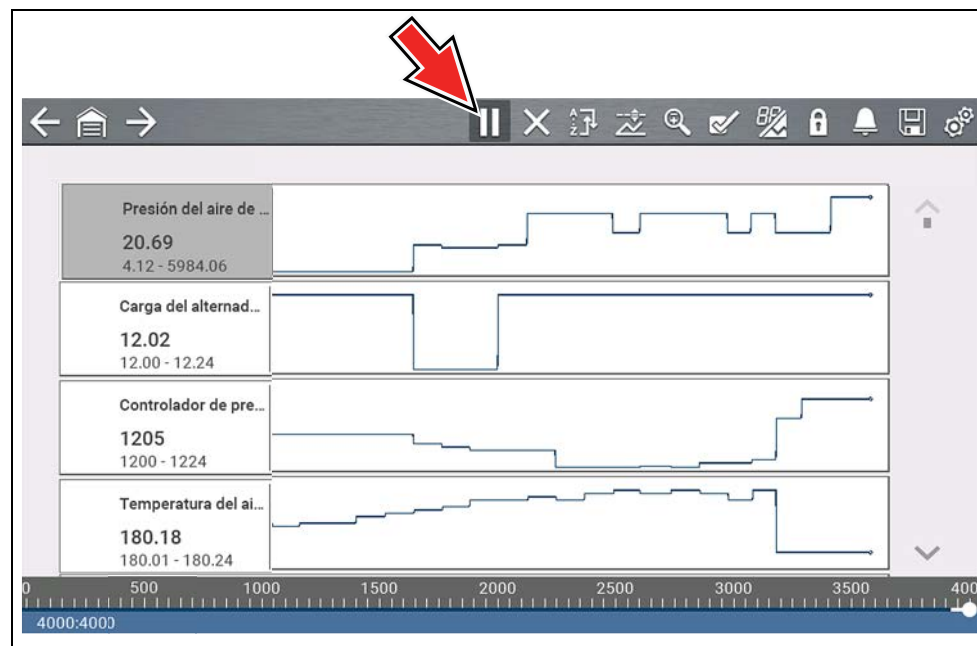 Presión del aire de ...
20.69
4.12 - 5984.06
Carga del alternad...
12.02
12.00 - 12.24
Controlador de pre...
1205
1200 - 1224
Temperatura del ai...
180.18
180.01 - 180.24
0 500 1000 1500 2000 2500 3000 3500 400
4000:4000